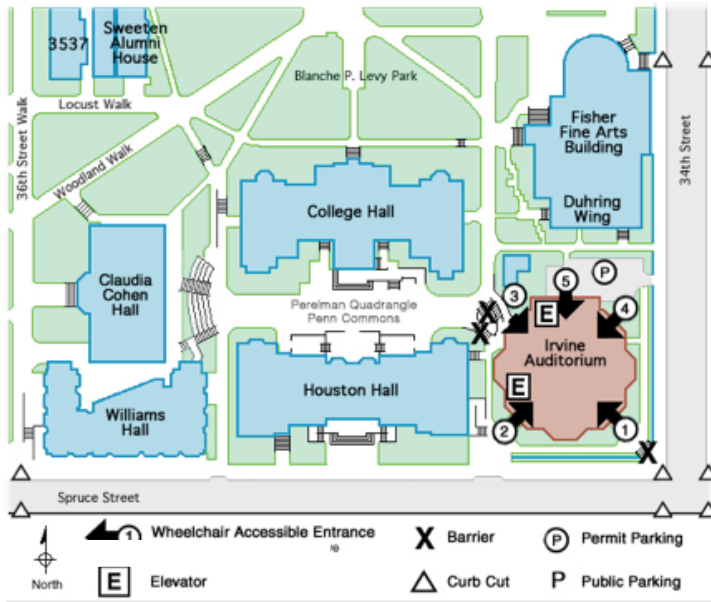 3537
Sweeten
Alumni
House
Blanche P. Levy Park
Locust Walk
36th Street Walk
Woodland Walk
Fisher
Fine Arts
Building
34th Street
Duhring
Wing
College Hall
Claudia
Cohen
Hall
P
3
5
4
E
Perelman Quadrangle
Penn Commons
X
X
Irvine
Auditorium
E
Houston Hall
Williams
Hall
2
1
X
Spruce Street
1 Wheelchair Accessible Entrance
X Barrier
P Permit Parking
North
E Elevator
Curb Cut
P Public Parking